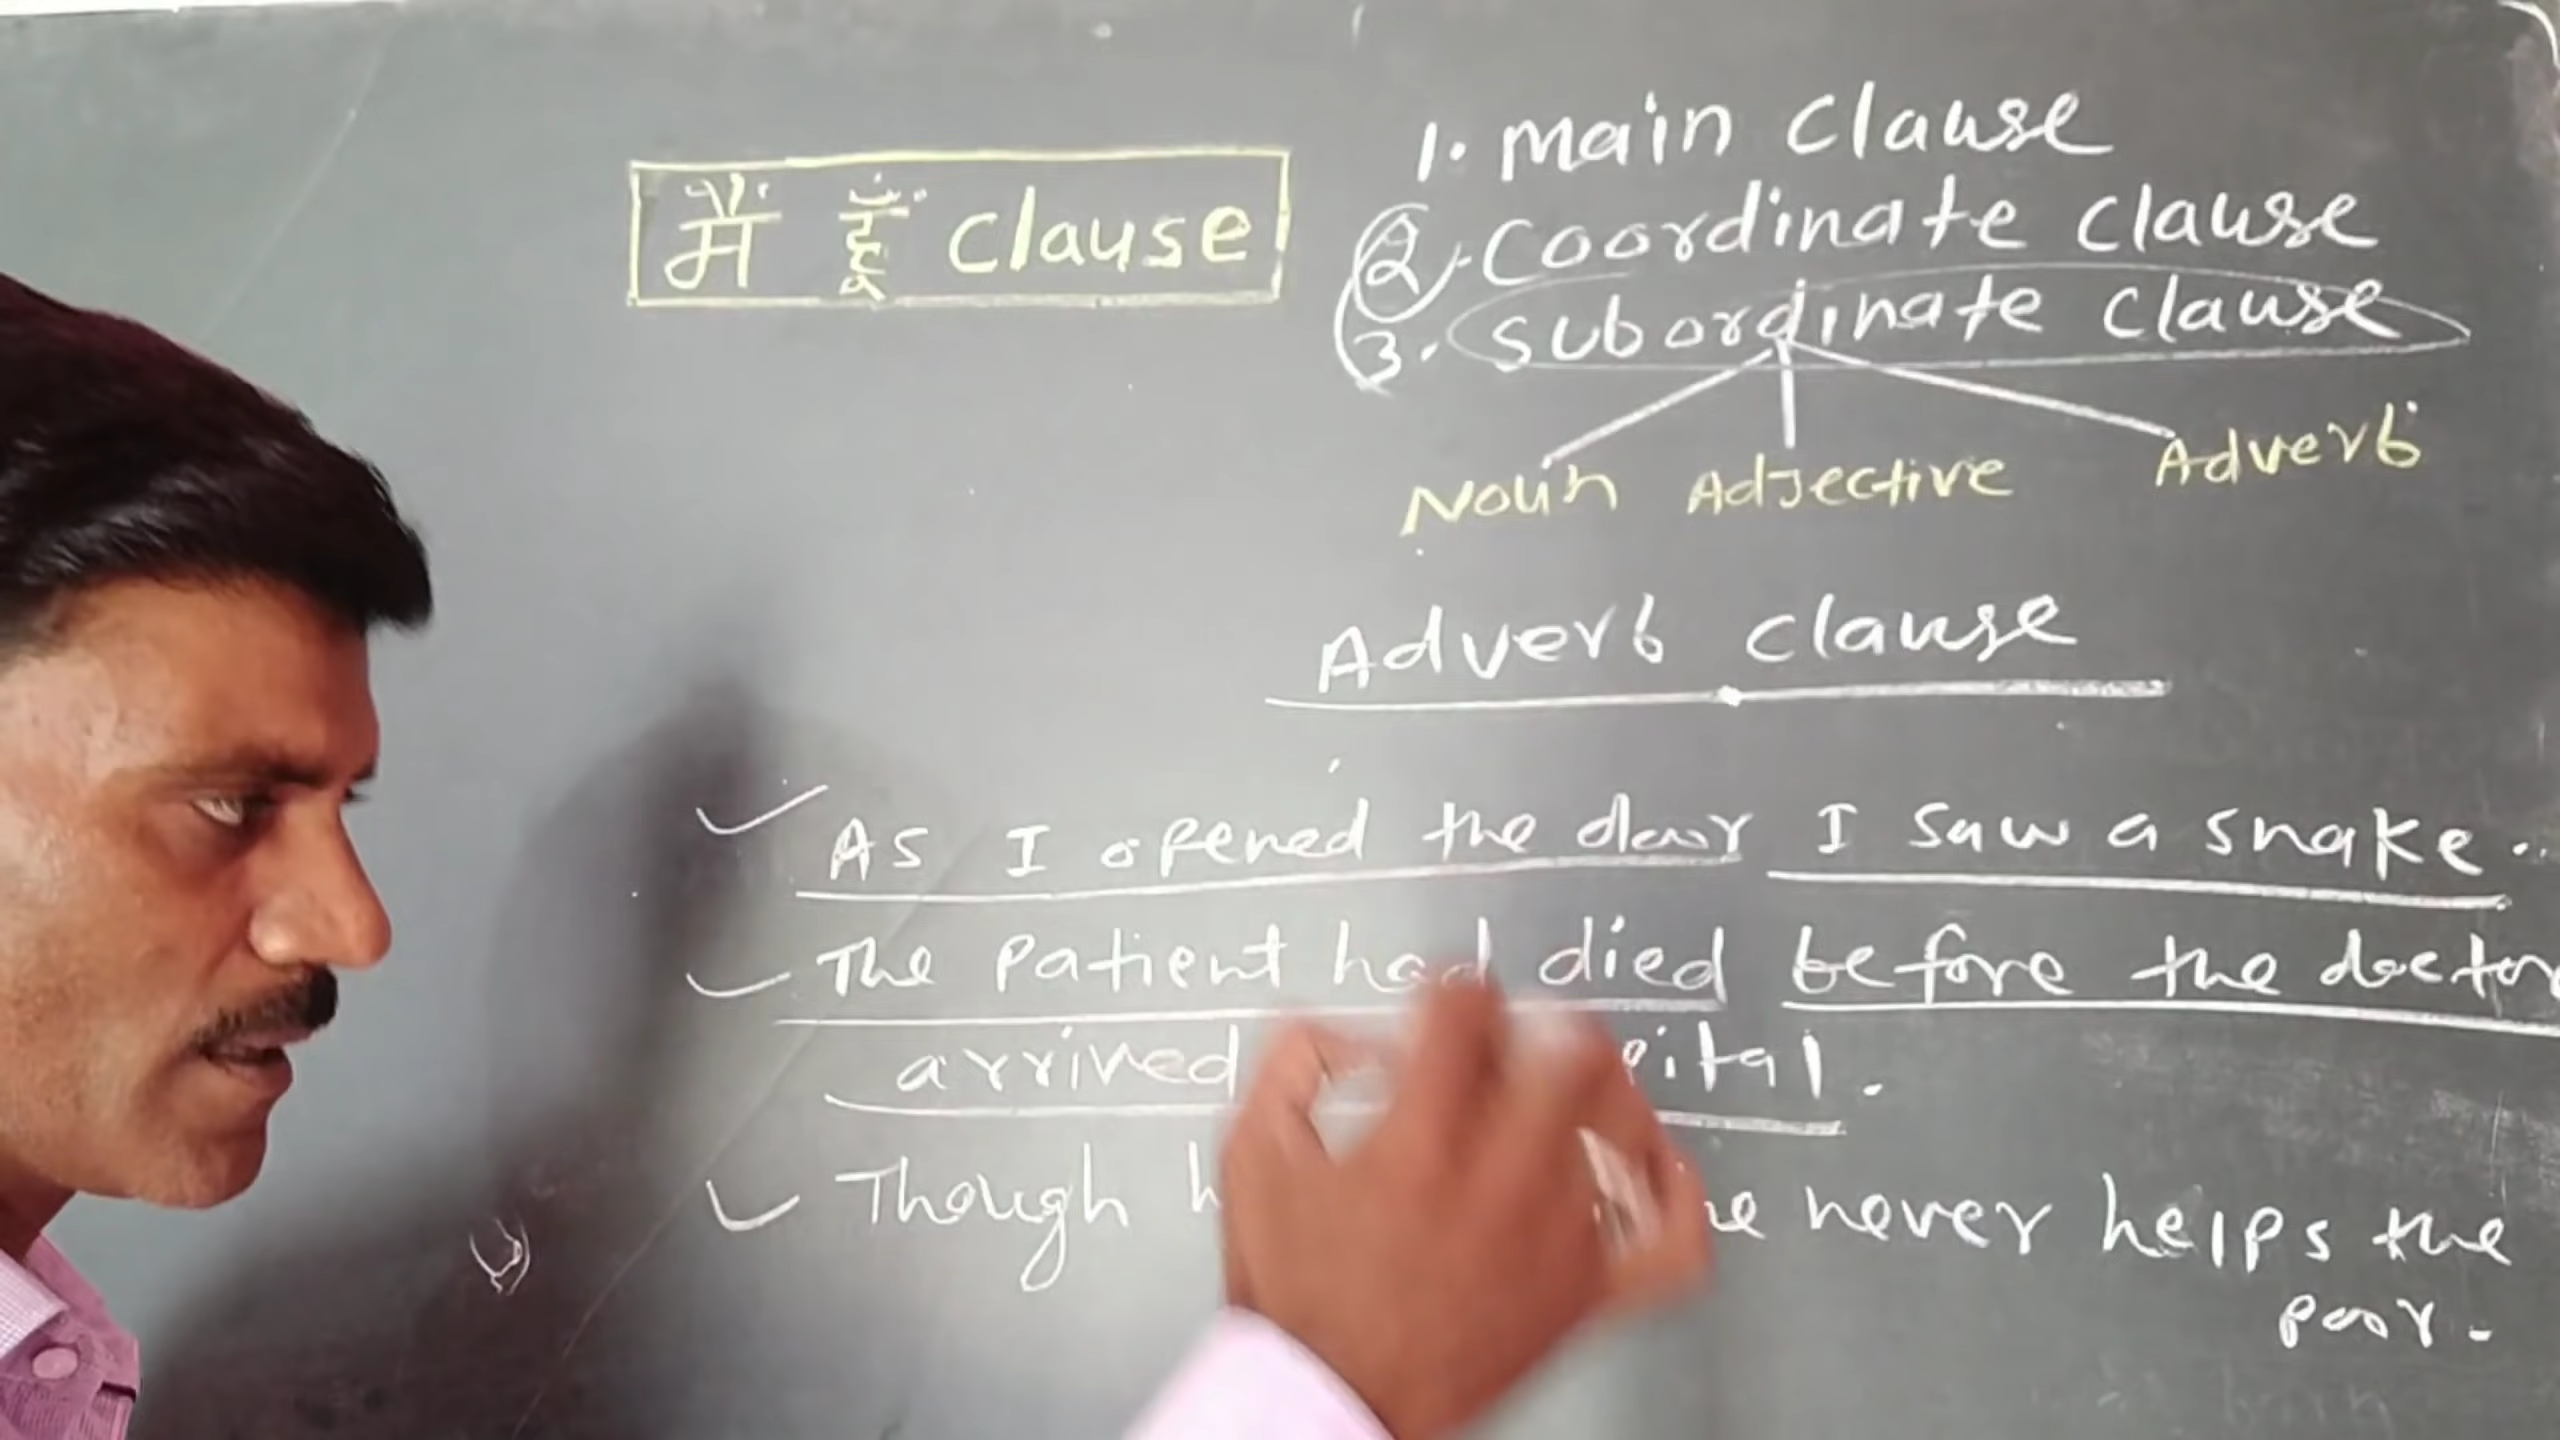 मैं हूँ Clause
1. Main Clause
2. Coordinate Clause
3. Subordinate Clause
Noun Adjective Adverb
Adverb Clause
As I opened the door I saw a snake.
The patient had died before the doctor
arrived
Though never helps the
poor.